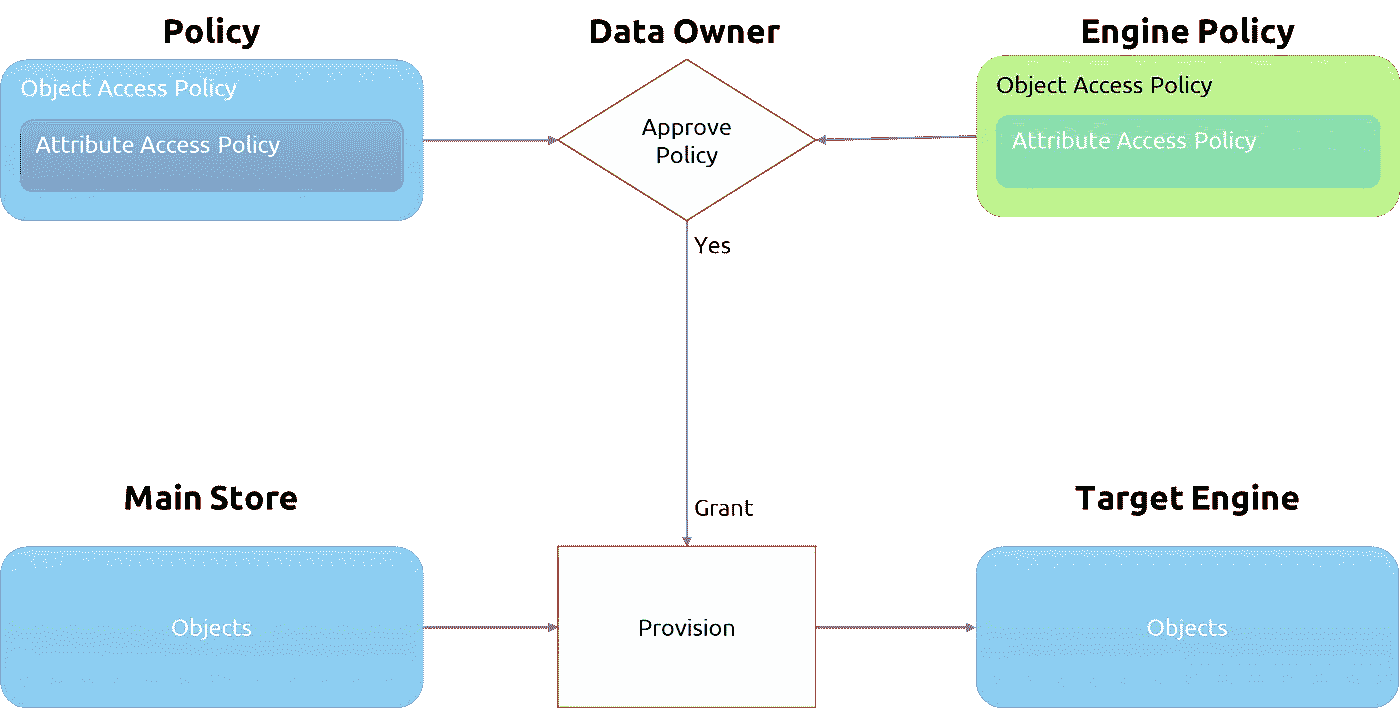 Policy
Data Owner
Engine Policy
Object Access Policy
Attribute Access Policy
Approve
Policy
Object Access Policy
Attribute Access Policy
Yes
Main Store
Target Engine
Grant
Objects
Provision
Objects